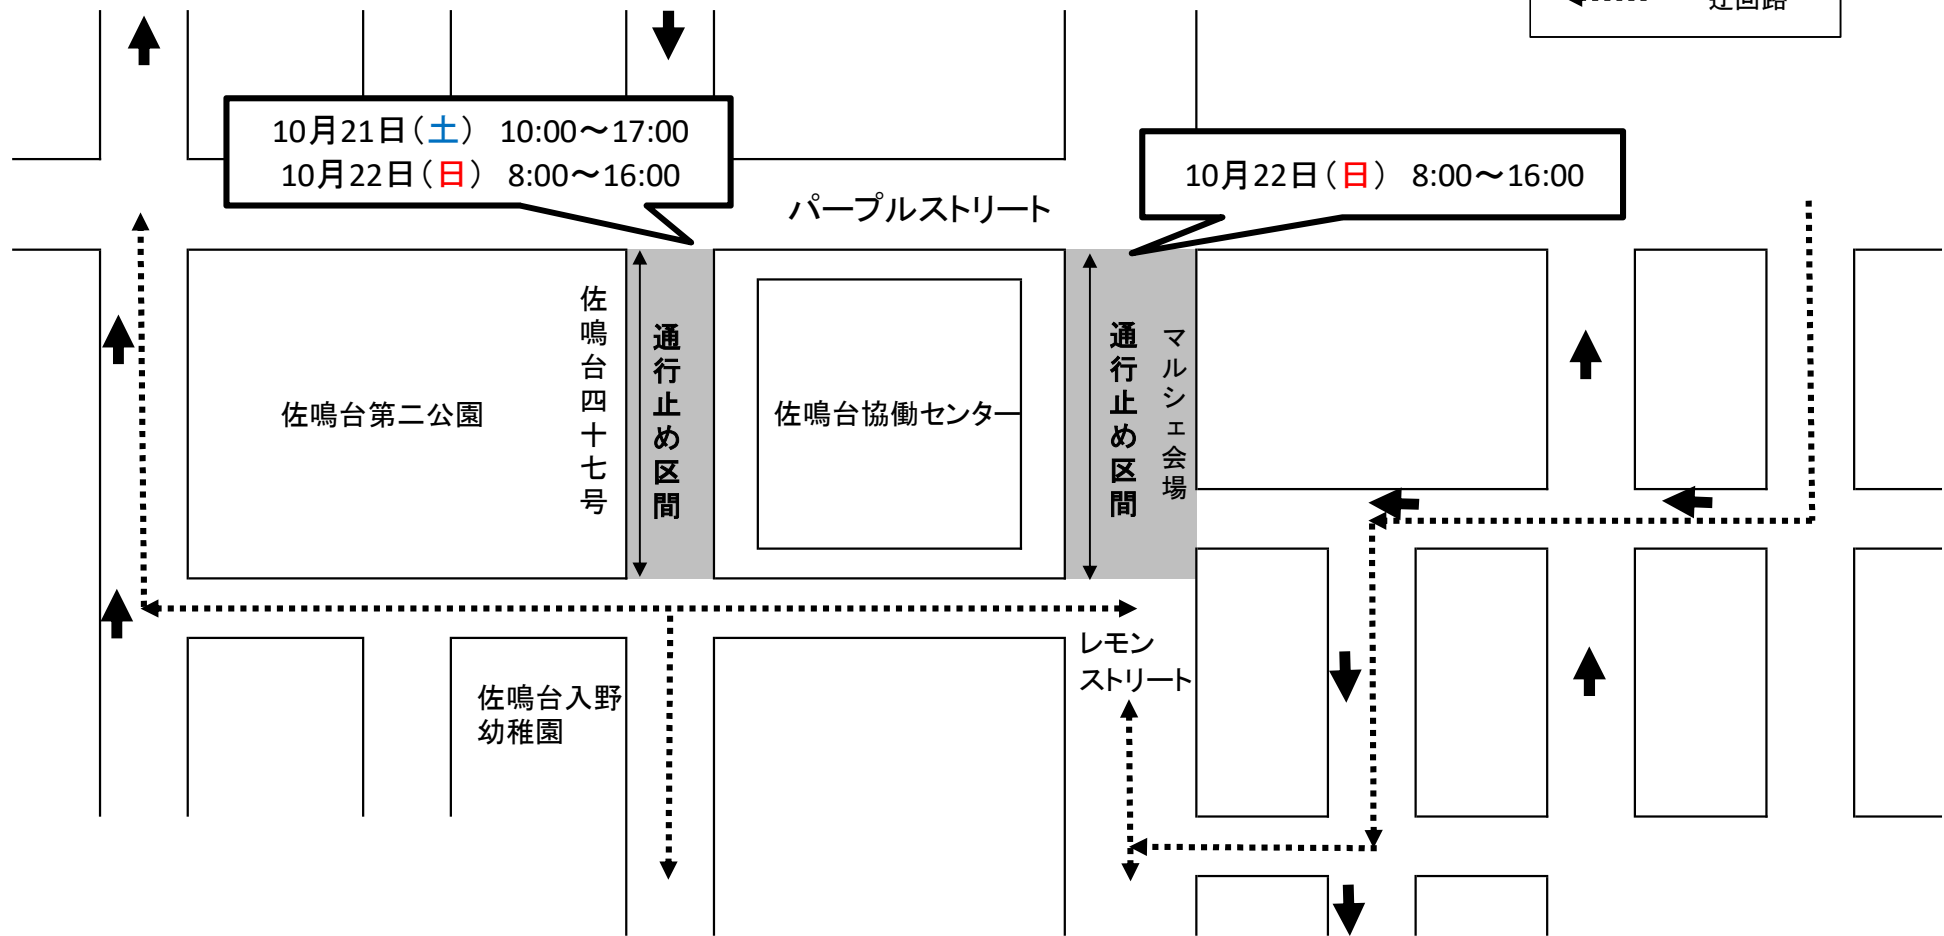 迂回路
10月21日（土） 10:00～17:00
10月22日（日） 8:00～16:00
10月22日（日） 8:00～16:00
パープルストリート
佐鳴台第二公園
佐鳴台四十七号
通行止め区間
佐鳴台協働センター
通行止め区間
マルシェ会場
レモン
ストリート
佐鳴台入野
幼稚園